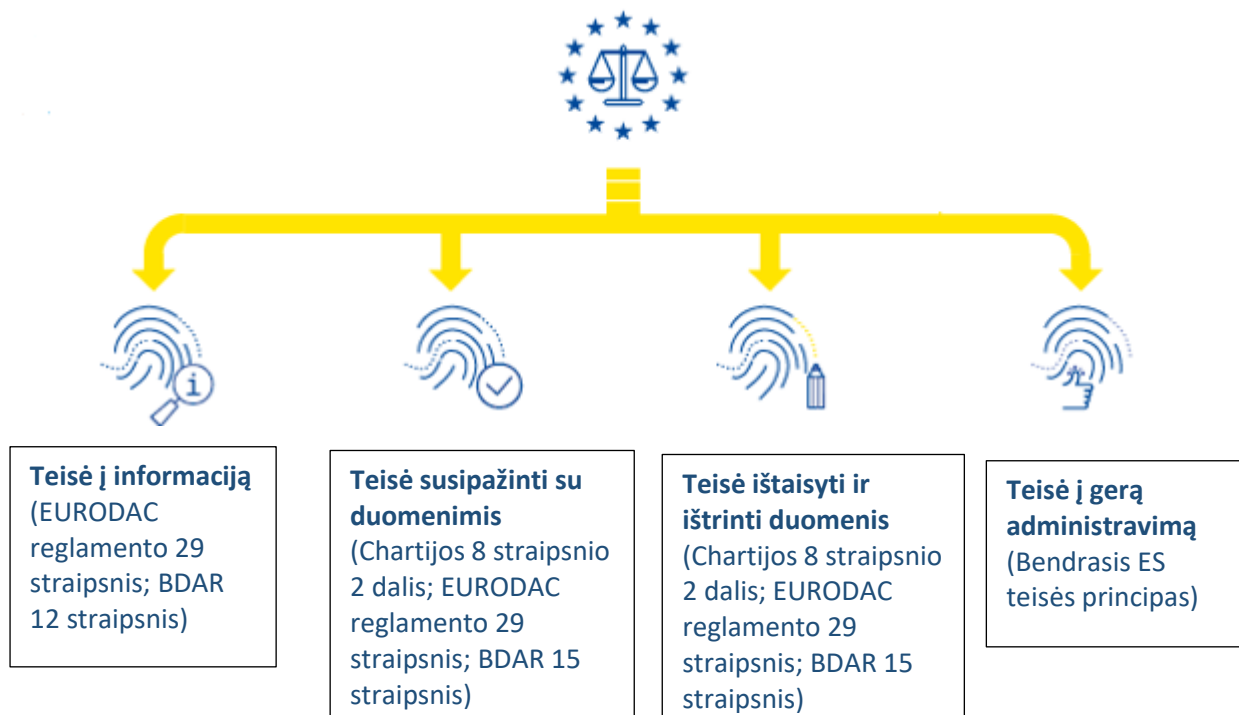 Teisė į informaciją
(EURODAC
reglamento 29
straipsnis; BDAR
12 straipsnis)
Teisė susipažinti su
duomenimis
(Chartijos 8 straipsnio
2 dalis; EURODAC
reglamento 29
straipsnis; BDAR 15
straipsnis)
Teisė ištaisyti ir
ištrinti duomenis
(Chartijos 8 straipsnio
2 dalis; EURODAC
reglamento 29
straipsnis; BDAR 15
straipsnis)
Teisė į gerą
administravimą
(Bendrasis ES
teisės principas)